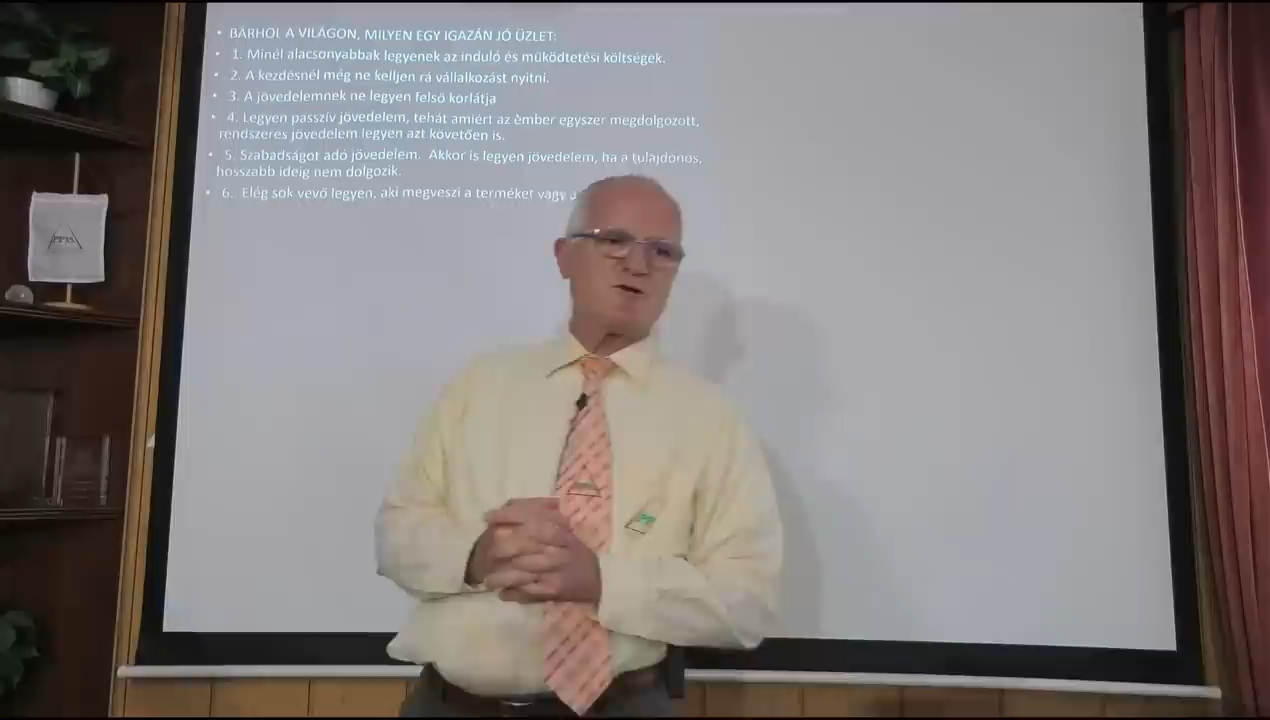 • BÁRHOL A VILÁGON, MILYEN EGY IGAZÁN JÓ ÜZLET:
• 1. Minél alacsonyabbak legyenek az induló és működtetési költségek.
• 2. A kezdésnél még ne kelljen rá vállalkozást nyitni.
• 3. A jövedelemnek ne legyen felső korlátja
• 4. Legyen passzív jövedelem, tehát amiért az ember egyszer megdolgozott,
rendszeres jövedelem legyen azt követően is.
• 5. Szabadságot adó jövedelem. Akkor is legyen jövedelem, ha a tulajdonos,
hosszabb ideig nem dolgozik.
• 6.. Elég sok vevő legyen, aki megveszi a terméket vagy a